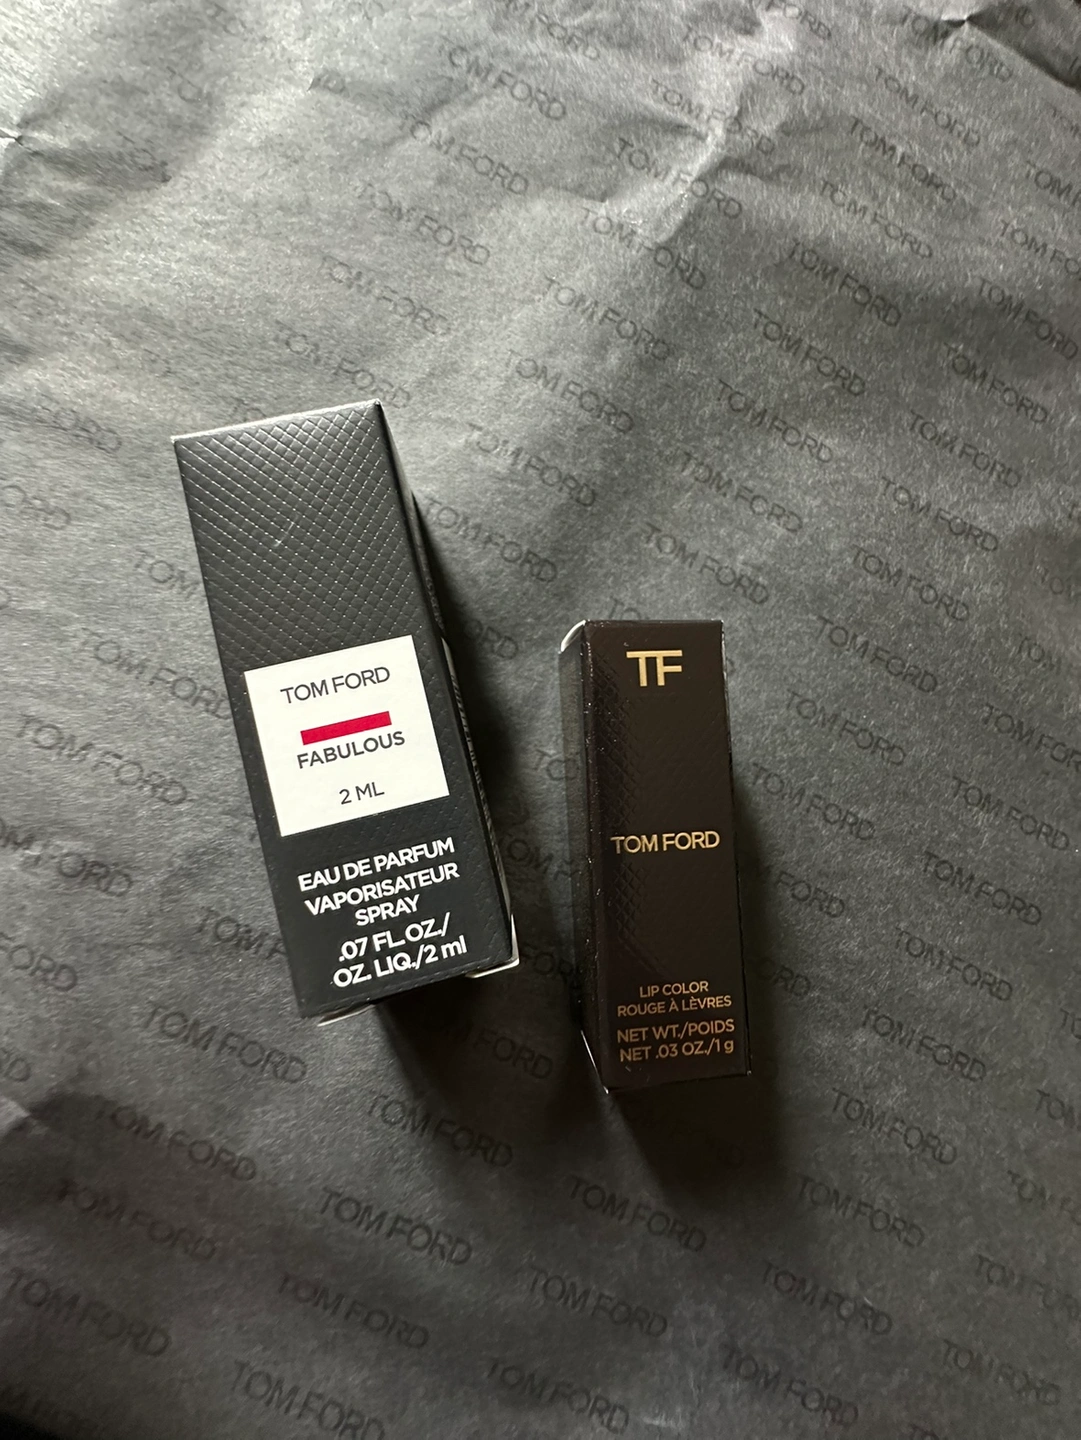 TOM FORD
FABULOUS
2 ML
EAU DE PARFUM
VAPORISATEUR
SPRAY
.07 FL.OZ./
OZ. LIQ./2 ml
TF
TOM FORD
LIP COLOR
ROUGE À LÈVRES
NET WT./POIDS
NET .03 OZ./1 g
TOM FORD